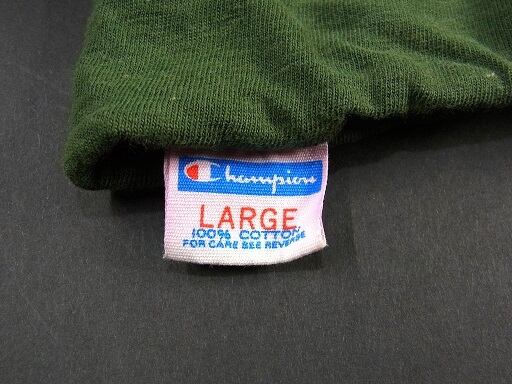 Champion
LARGE
100% COTTON
FOR CARE SEE REVERSE